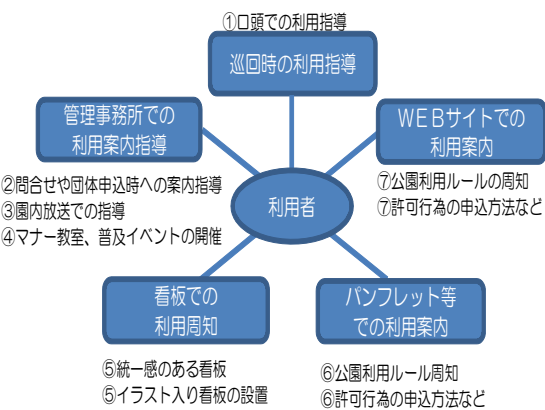 ①口頭での利用指導
巡回時の利用指導
管理事務所での
利用案内指導
WEBサイトでの
利用案内
②問合せや団体申込時への案内指導
③園内放送での指導
④マナー教室、普及イベントの開催
利用者
⑦公園利用ルールの周知
⑦許可行為の申込方法など
看板での
利用周知
パンフレット等
での利用案内
⑤統一感のある看板
⑤イラスト入り看板の設置
⑥公園利用ルール周知
⑥許可行為の申込方法など